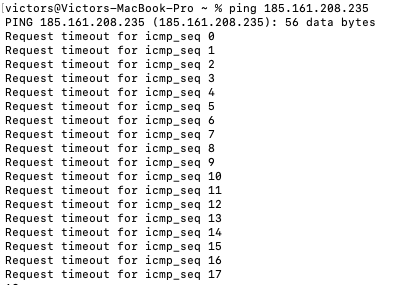 [victors@Victors-MacBook-Pro ~ % ping 185.161.208.235
PING 185.161.208.235 (185.161.208.235): 56 data bytes
Request timeout for icmp_seq 0
Request timeout for icmp_seq 1
Request timeout for icmp_seq 2
Request timeout for icmp_seq 3
Request timeout for icmp_seq 4
Request timeout for icmp_seq 5
Request timeout for icmp_seq 6
Request timeout for icmp_seq 7
Request timeout for icmp_seq 8
Request timeout for icmp_seq 9
Request timeout for icmp_seq 10
Request timeout for icmp_seq 11
Request timeout for icmp_seq 12
Request timeout for icmp_seq 13
Request timeout for icmp_seq 14
Request timeout for icmp_seq 15
Request timeout for icmp_seq 16
Request timeout for icmp_seq 17